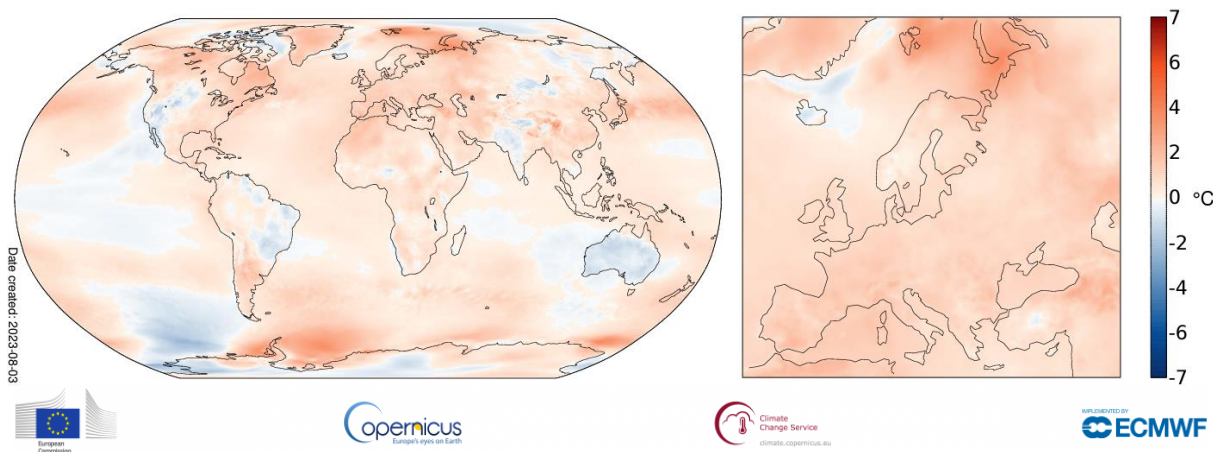 7
4
2
0
-2
-4
-6
-7
°C
Date created: 2023-08-03
European
Commission
opernicus
Europe's eyes on Earth
Climate
Change Service
climate.copernicus.eu
IMPLEMENTED BY
ECMWF